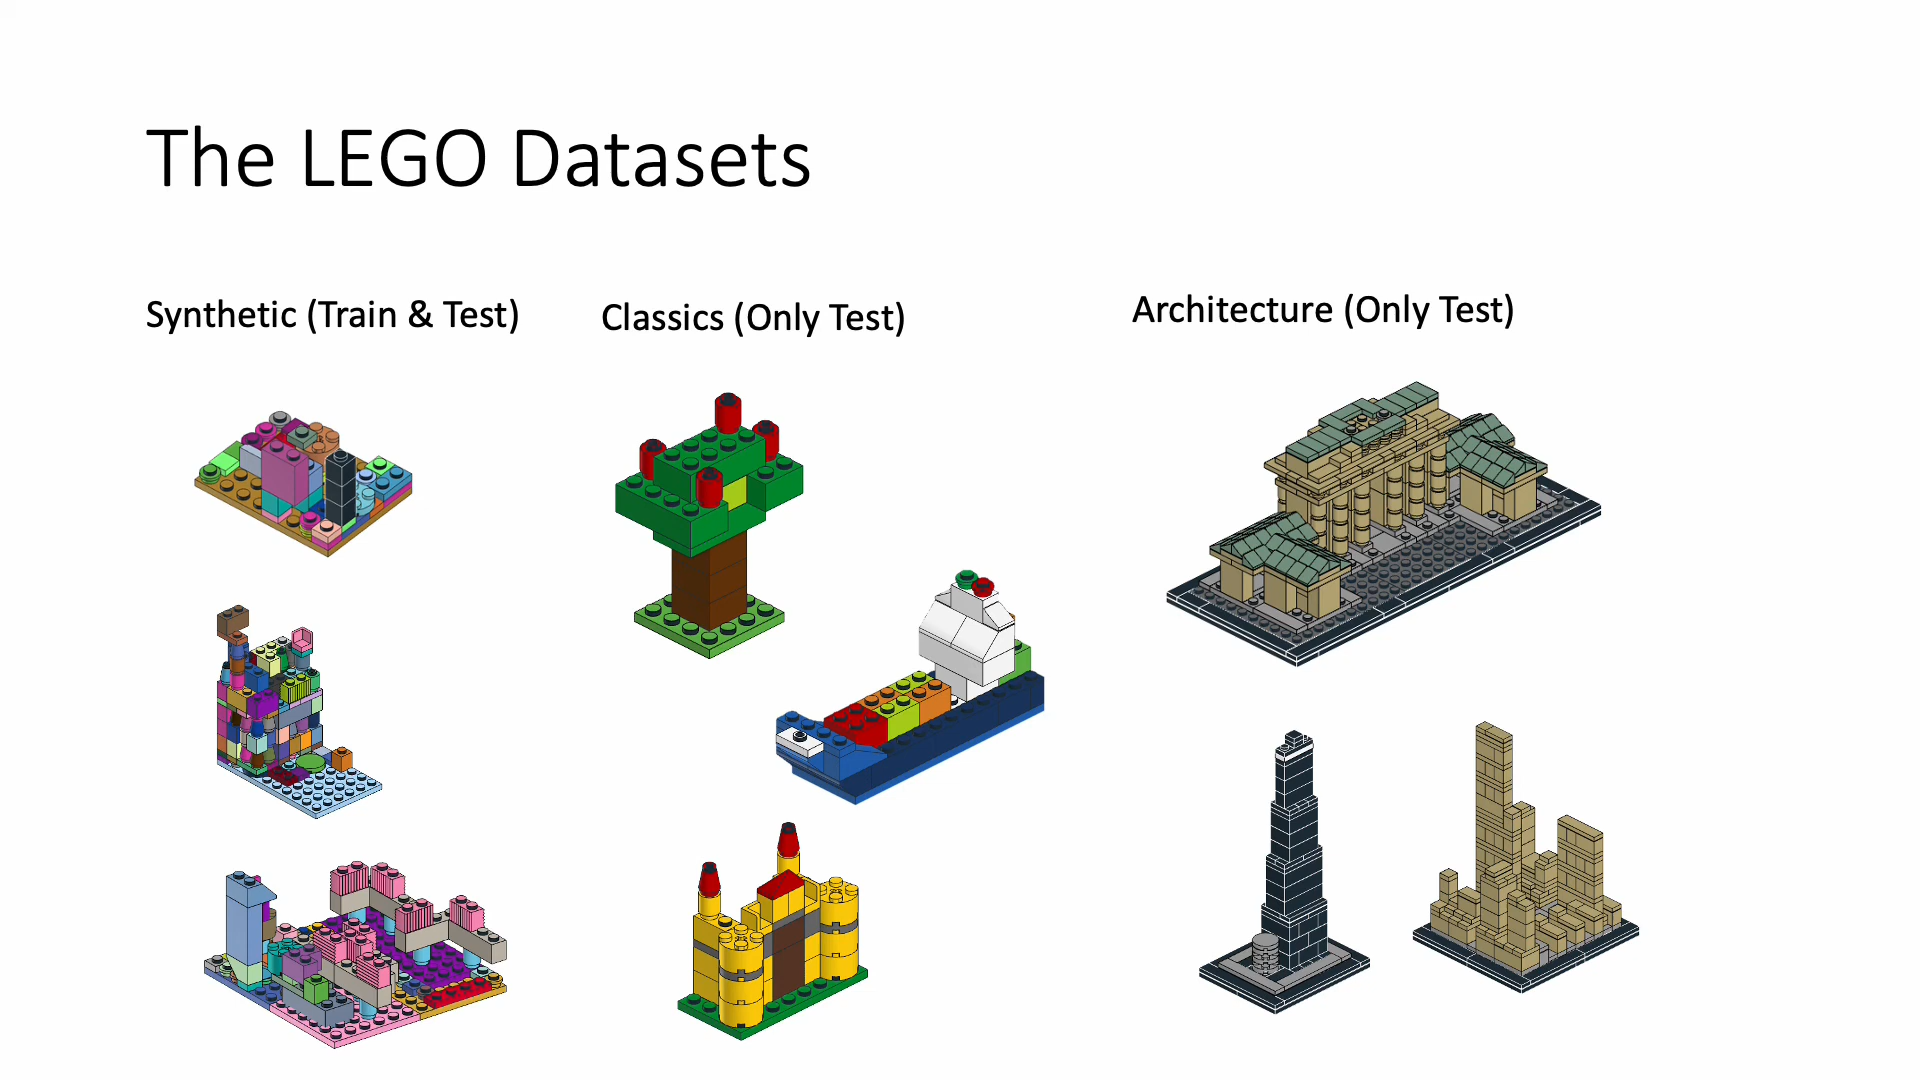 The LEGO Datasets
Synthetic (Train & Test)
Classics (Only Test)
Architecture (Only Test)